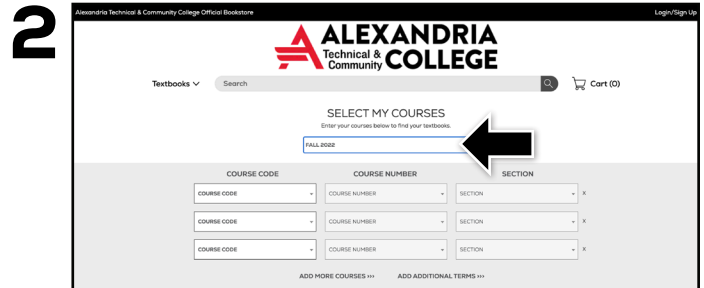 2
Alexandria Technical & Community College Official Bookstore Login/Sign Up
ALEXANDRIA
Technical & Community COLLEGE
Textbooks Search Cart (0)
SELECT MY COURSES
Enter your courses below to find your textbooks.
FALL 2022
COURSE CODE COURSE NUMBER SECTION
COURSE CODE COURSE NUMBER SECTION X
COURSE CODE COURSE NUMBER SECTION X
COURSE CODE COURSE NUMBER SECTION X
ADD MORE COURSES ››› ADD ADDITIONAL TERMS ›››